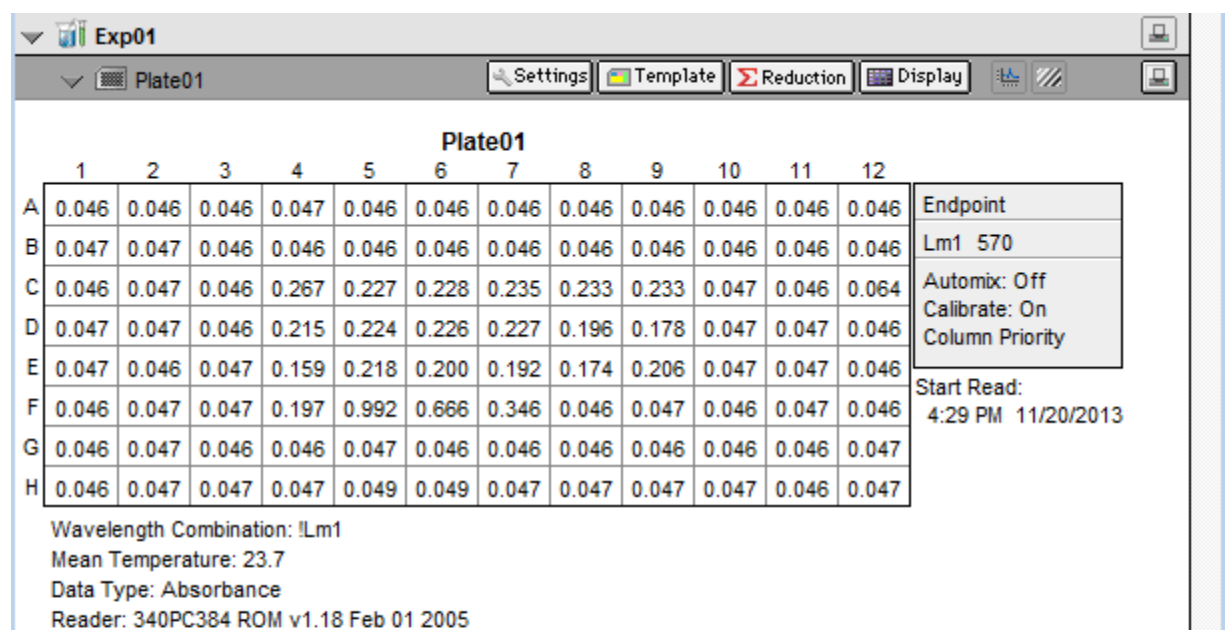 Exp01
Plate01 Settings Template Reduction Display
Plate01
1 2 3 4 5 6 7 8 9 10 11 12
A 0.046 0.046 0.046 0.047 0.046 0.046 0.046 0.046 0.046 0.046 0.046 0.046
B 0.047 0.047 0.046 0.046 0.046 0.046 0.046 0.046 0.046 0.046 0.046 0.046
C 0.046 0.047 0.046 0.267 0.227 0.228 0.235 0.233 0.233 0.047 0.046 0.064
D 0.047 0.047 0.046 0.215 0.224 0.226 0.227 0.196 0.178 0.047 0.047 0.046
E 0.047 0.046 0.047 0.159 0.218 0.200 0.192 0.174 0.206 0.047 0.047 0.046
F 0.046 0.047 0.047 0.197 0.992 0.666 0.346 0.046 0.047 0.046 0.047 0.046
G 0.046 0.047 0.046 0.046 0.047 0.046 0.046 0.046 0.046 0.046 0.046 0.047
H 0.046 0.047 0.047 0.047 0.049 0.049 0.047 0.047 0.047 0.047 0.046 0.047
Endpoint
Lm1 570
Automix: Off
Calibrate: On
Column Priority
Start Read:
4:29 PM 11/20/2013
Wavelength Combination: !Lm1
Mean Temperature: 23.7
Data Type: Absorbance
Reader: 340PC384 ROM v1.18 Feb 01 2005